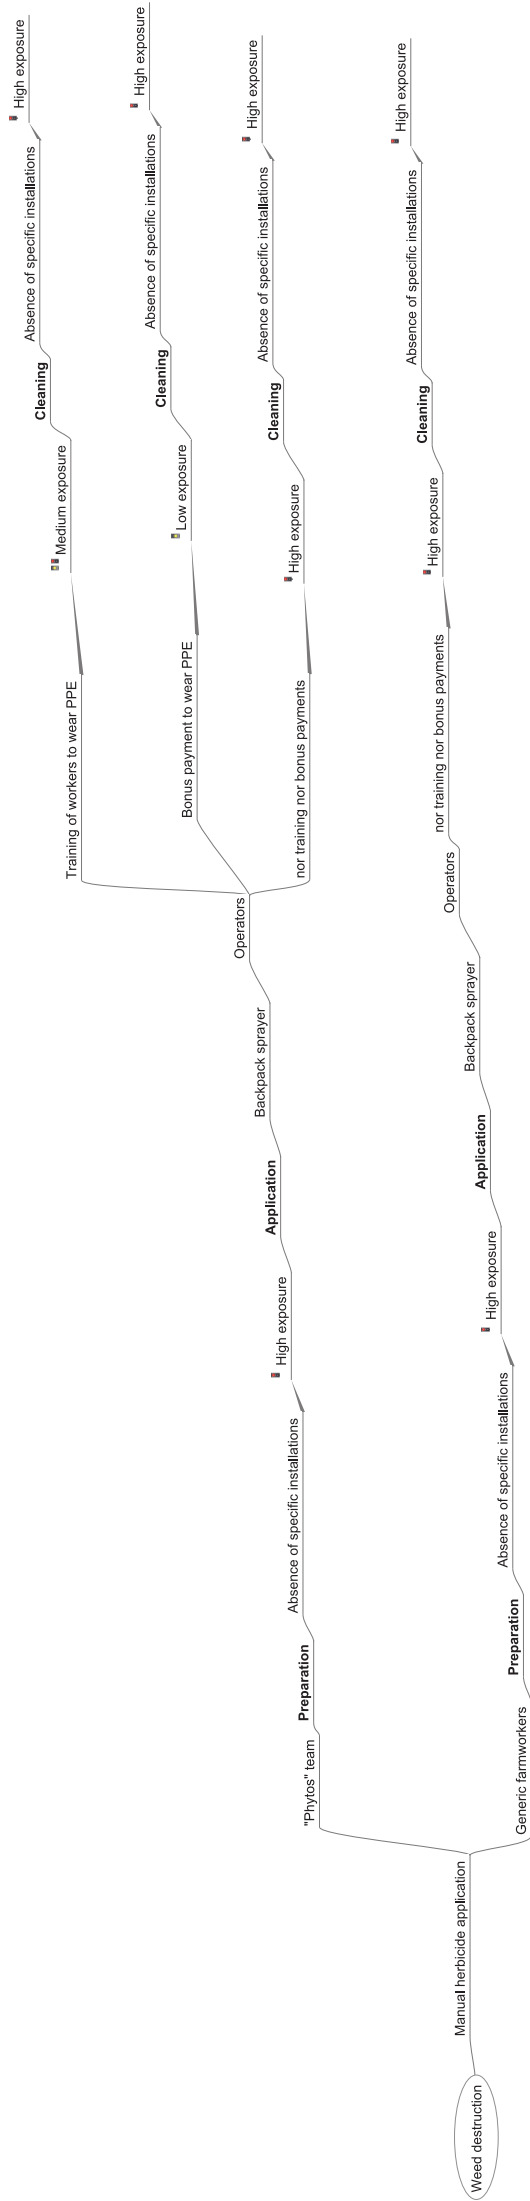 Weed destruction
Manual herbicide application
"Phytos" team
Preparation
Absence of specific installations
High exposure
Application
Backpack sprayer
Operators
Training of workers to wear PPE
Medium exposure
Cleaning
Absence of specific installations
High exposure
Bonus payment to wear PPE
Low exposure
Cleaning
Absence of specific installations
High exposure
nor training nor bonus payments
High exposure
Cleaning
Absence of specific installations
High exposure
Generic farmworkers
Preparation
Absence of specific installations
High exposure
Application
Backpack sprayer
Operators
nor training nor bonus payments
High exposure
Cleaning
Absence of specific installations
High exposure